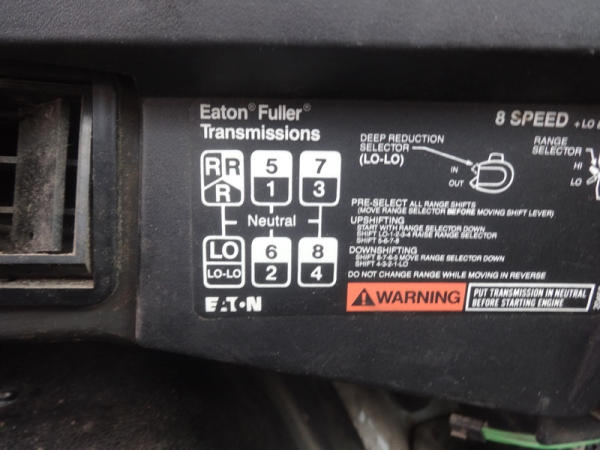 Eaton® Fuller®
Transmissions
8 SPEED + LO
DEEP REDUCTION
SELECTOR
(LO-LO)
IN
OUT
RANGE
SELECTOR
HI
LO
R R 5 7
R 1 3
Neutral
LO 6 8
LO-LO 2 4
EATON
PRE-SELECT ALL RANGE SHIFTS
(MOVE RANGE SELECTOR BEFORE MOVING SHIFT LEVER)
UPSHIFTING
START WITH RANGE SELECTOR DOWN
SHIFT LO-1-2-3-4 RAISE RANGE SELECTOR
SHIFT 5-6-7-8
DOWNSHIFTING
SHIFT 8-7-6-5 MOVE RANGE SELECTOR DOWN
SHIFT 4-3-2-1-LO
DO NOT CHANGE RANGE WHILE MOVING IN REVERSE
WARNING
PUT TRANSMISSION IN NEUTRAL
BEFORE STARTING ENGINE